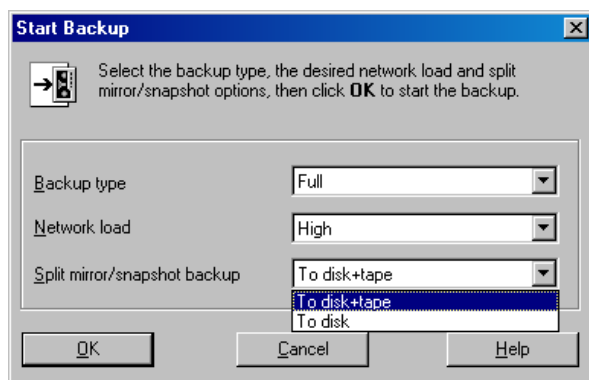 Start Backup
Select the backup type, the desired network load and split
mirror/snapshot options, then click OK to start the backup.
Backup type
Full
Network load
High
Split mirror/snapshot backup
To disk+tape
To disk+tape
To disk
OK
Cancel
Help